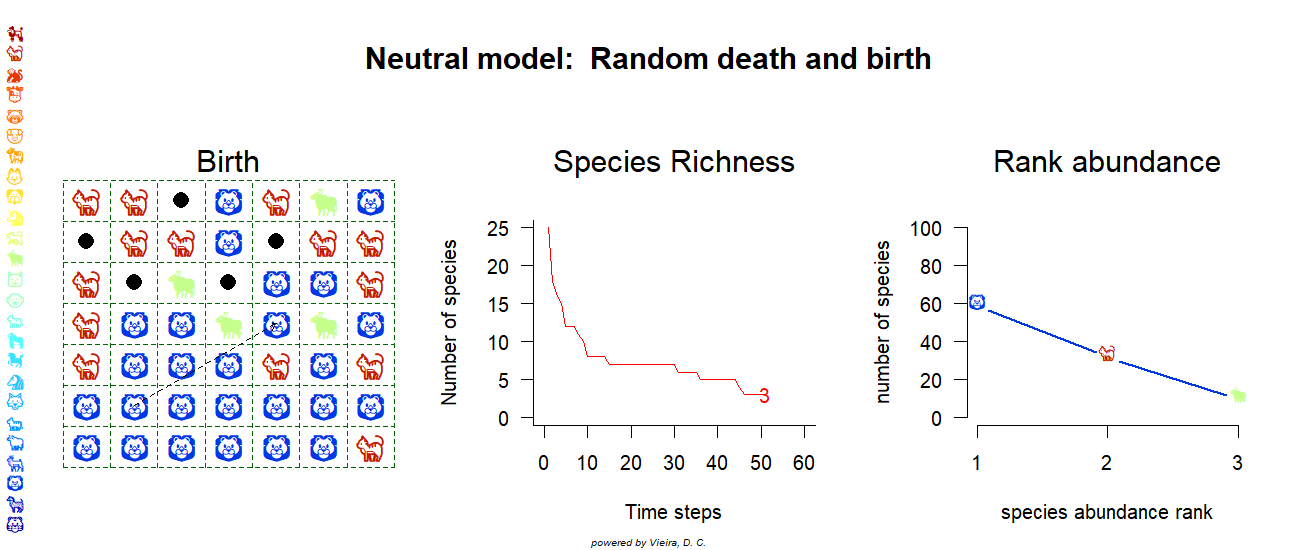 Neutral model:  Random death and birth
Birth
Species Richness
Number of species
25
20
15
10
5
0
3
0 10 20 30 40 50 60
Time steps
Rank abundance
number of species
100
80
60
40
20
0
1 2 3
species abundance rank
powered by Vieira, D. C.